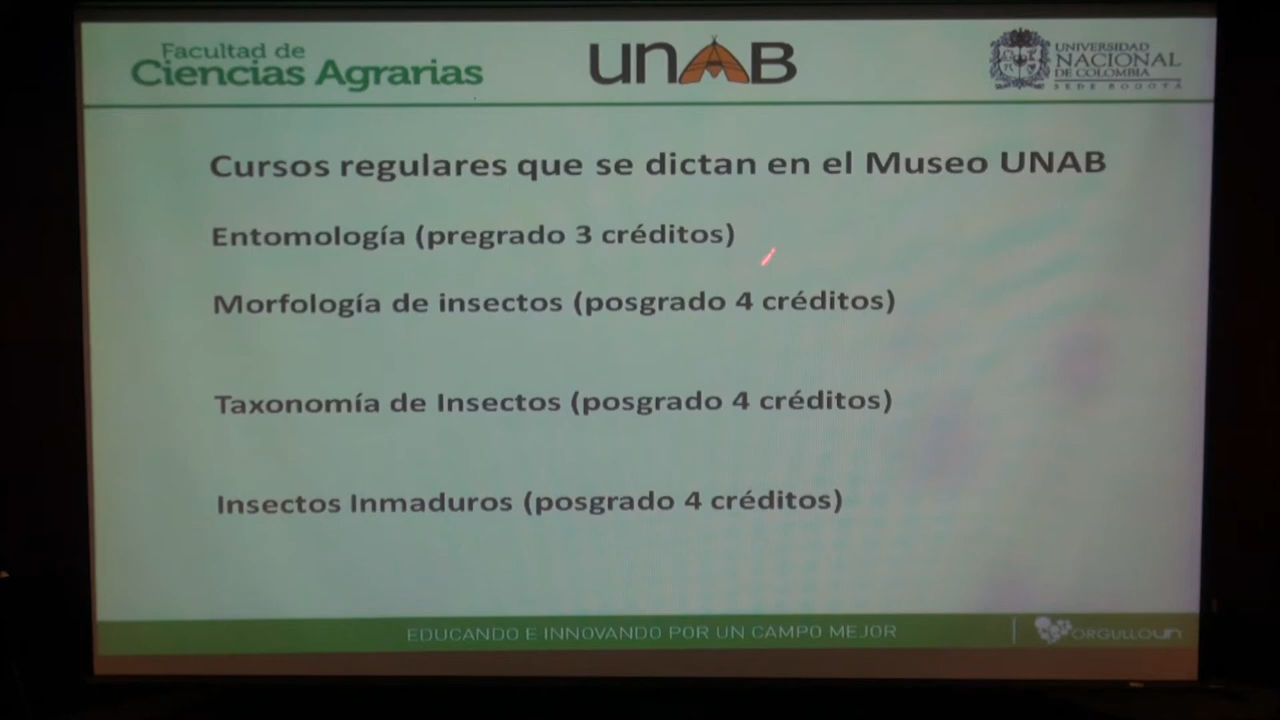 Facultad de
Ciencias Agrarias
UNAB
UNIVERSIDAD
NACIONAL
DE COLOMBIA
SEDE BOGOTÁ
Cursos regulares que se dictan en el Museo UNAB
Entomología (pregrado 3 créditos)
Morfología de insectos (posgrado 4 créditos)
Taxonomía de Insectos (posgrado 4 créditos)
Insectos Inmaduros (posgrado 4 créditos)
EDUCANDO E INNOVANDO POR UN CAMPO MEJOR
ORGULLOUN